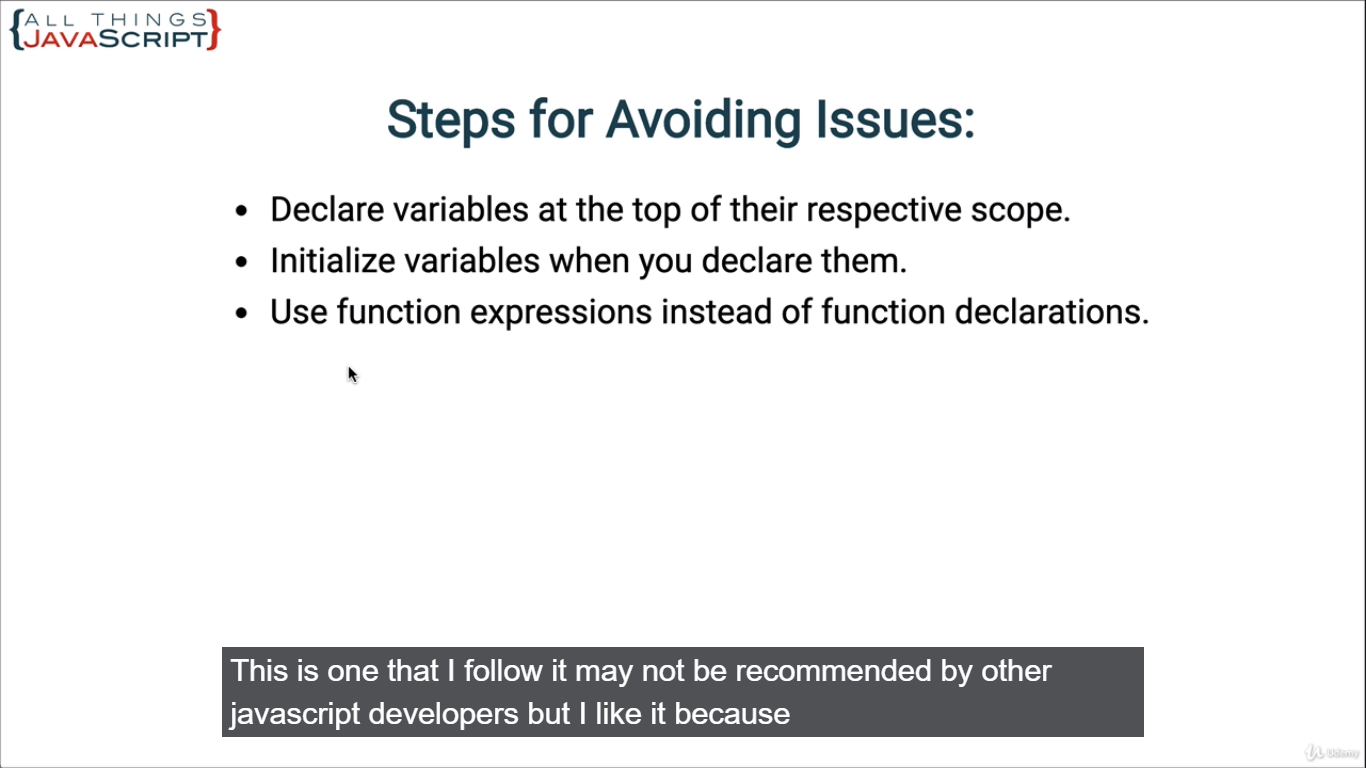 {ALL THINGS
JAVASCRIPT}
Steps for Avoiding Issues:
• Declare variables at the top of their respective scope.
• Initialize variables when you declare them.
• Use function expressions instead of function declarations.
This is one that I follow it may not be recommended by other
javascript developers but I like it because
Udemy